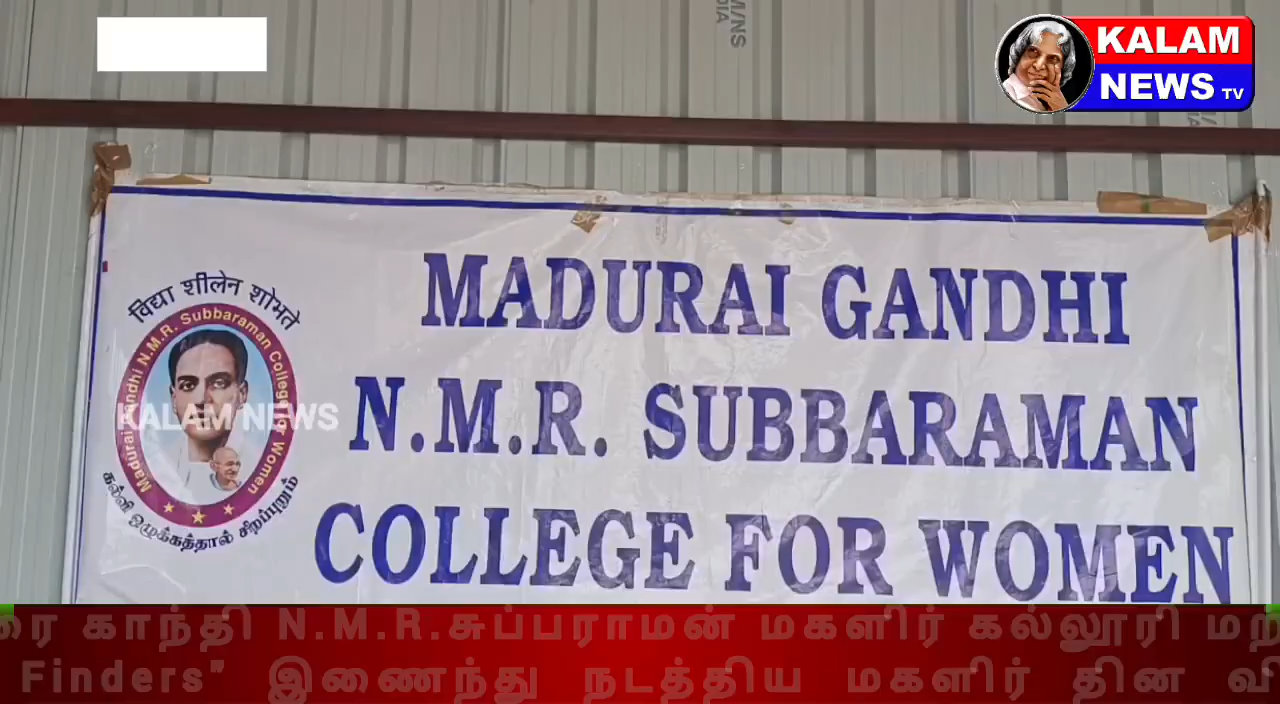 KALAM
NEWS TV
विद्या शीलेन शोभते
Madurai Gandhi N.M.R. Subbaraman College for Women
கல்வி ஒழுக்கத்தால் சிறப்புறும்
KALAM NEWS
MADURAI GANDHI
N.M.R. SUBBARAMAN
COLLEGE FOR WOMEN
காந்தி N.M.R.சுப்பராமன் மகளிர் கல்லூரி
Finders" இணைந்து நடத்திய மகளிர் தின